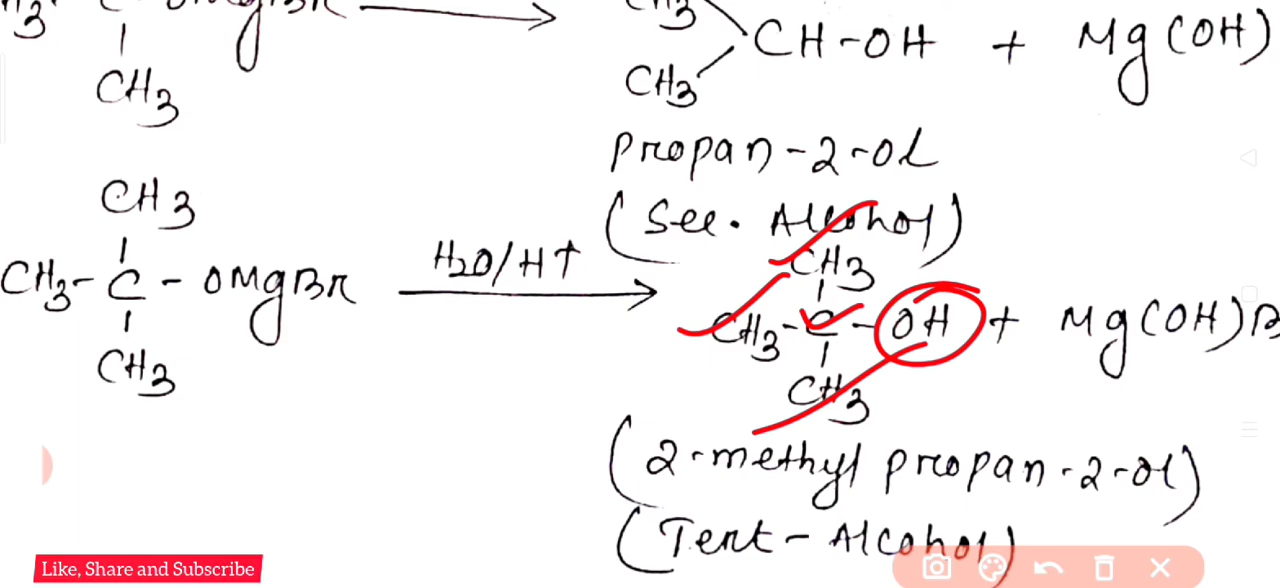 CH3
CH-OH + Mg(OH)
CH3
CH3
propan-2-ol
(Sec. Alcohol)
CH3
CH3
CH3-C-OMgBr H2O/H+ CH3-C-OH + Mg(OH)B
CH3
CH3
(2-methyl propan-2-ol)
(Tert-Alcohol)
Like, Share and Subscribe